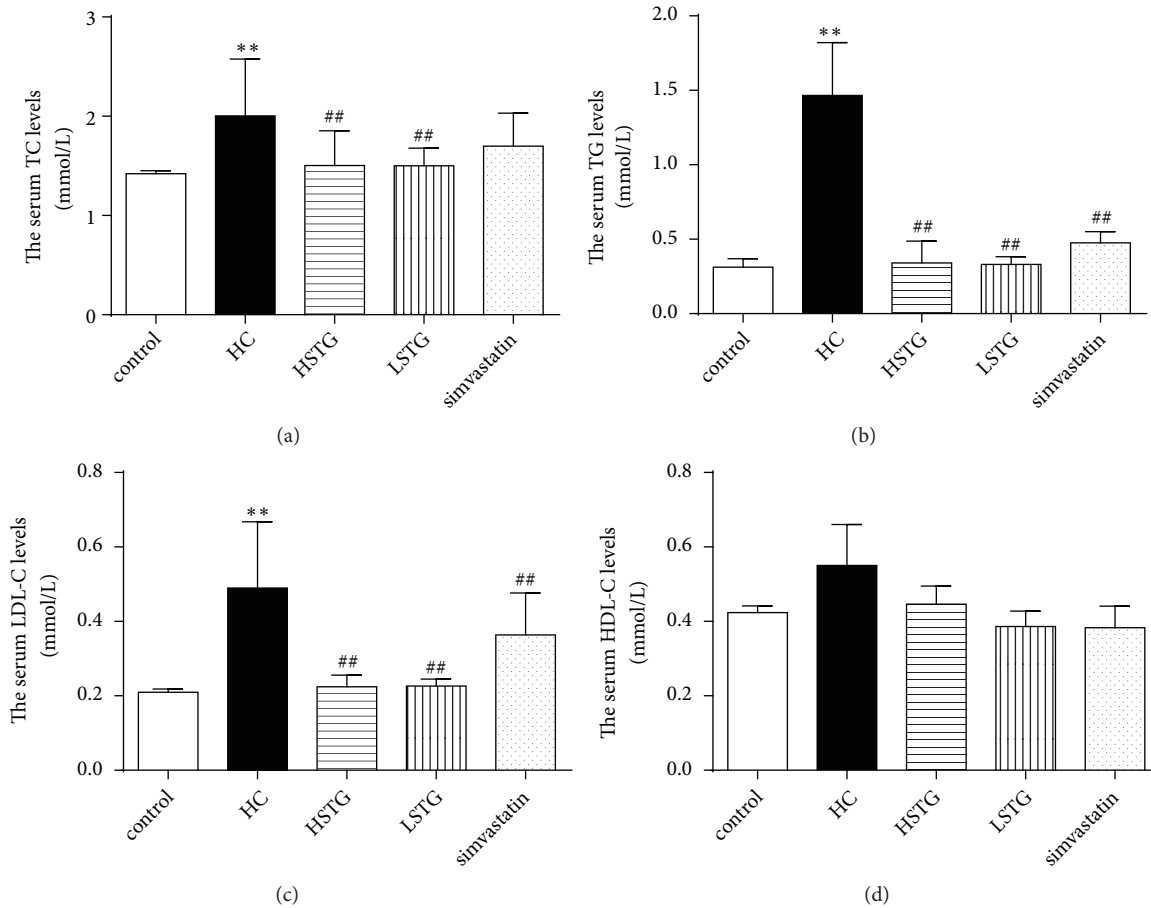 The serum TC levels
(mmol/L)
3
2
1
0
**
##
##
control
HC
HSTG
LSTG
simvastatin
(a)
The serum TG levels
(mmol/L)
2.0
1.5
1.0
0.5
0.0
**
##
##
##
control
HC
HSTG
LSTG
simvastatin
(b)
The serum LDL-C levels
(mmol/L)
0.8
0.6
0.4
0.2
0.0
**
##
##
##
control
HC
HSTG
LSTG
simvastatin
(c)
The serum HDL-C levels
(mmol/L)
0.8
0.6
0.4
0.2
0.0
control
HC
HSTG
LSTG
simvastatin
(d)